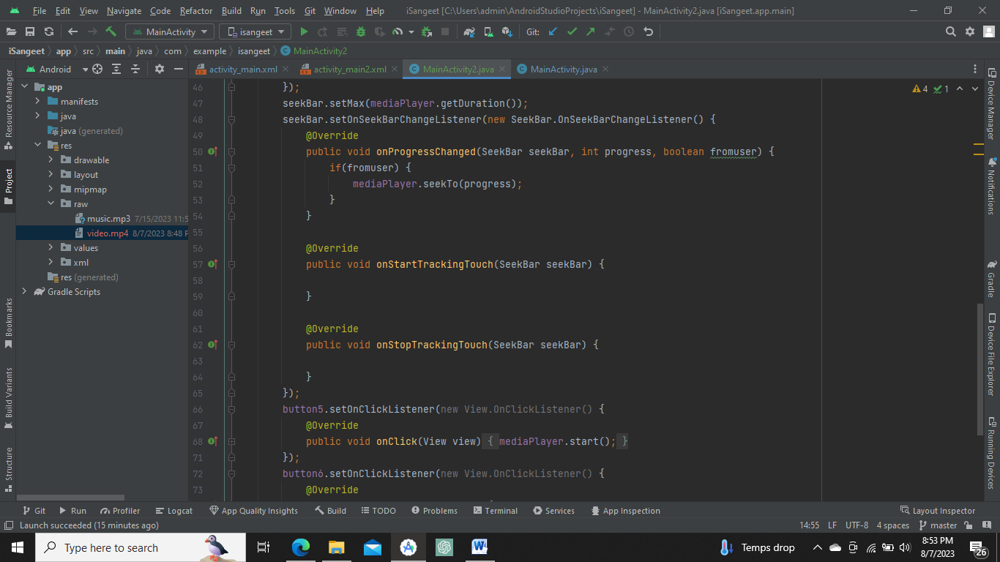 File Edit View Navigate Code Refactor Build Run Tools Git Window Help iSangeet [C:\Users\admin\AndroidStudioProjects\iSangeet] - MainActivity2.java [iSangeet.app.main]
MainActivity isangeet Git:
iSangeet app src main java com example isangeet MainActivity2
Android activity_main.xml activity_main2.xml MainActivity2.java MainActivity.java
Resource Manager
Project
Bookmarks
Build Variants
Structure
app
manifests
java
java (generated)
res
drawable
layout
mipmap
raw
music.mp3 7/15/2023 11:5
video.mp4 8/7/2023 8:48 P
values
xml
res (generated)
Gradle Scripts
46 });
47 seekBar.setMax(mediaPlayer.getDuration());
48 seekBar.setOnSeekBarChangeListener(new SeekBar.OnSeekBarChangeListener() {
49 @Override
50 public void onProgressChanged(SeekBar seekBar, int progress, boolean fromuser) {
51 if(fromuser) {
52 mediaPlayer.seekTo(progress);
53 }
54 }
55
56 @Override
57 public void onStartTrackingTouch(SeekBar seekBar) {
58
59 }
60
61 @Override
62 public void onStopTrackingTouch(SeekBar seekBar) {
63
64 }
65 });
66 button5.setOnClickListener(new View.OnClickListener() {
67 @Override
68 public void onClick(View view) { mediaPlayer.start(); }
71 });
72 button6.setOnClickListener(new View.OnClickListener() {
73 @Override
4 1
Device Manager
Notifications
Gradle
Device File Explorer
Running Devices
Git Run Profiler Logcat App Quality Insights Build TODO Problems Terminal Services App Inspection Layout Inspector
Launch succeeded (15 minutes ago) 14:55 LF UTF-8 4 spaces master
Type here to search Temps drop 8:53 PM
8/7/2023 26